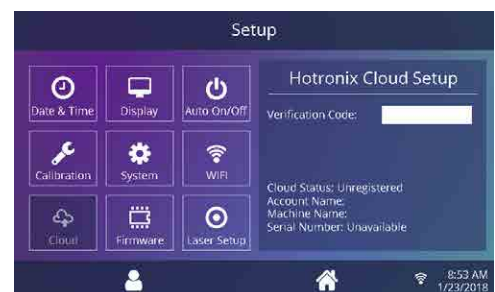 Setup
Date & Time
Display
Auto On/Off
Calibration
System
WIFI
Cloud
Firmware
Laser Setup
Hotronix Cloud Setup
Verification Code:
Cloud Status: Unregistered
Account Name:
Machine Name:
Serial Number: Unavailable
8:53 AM
1/23/2018